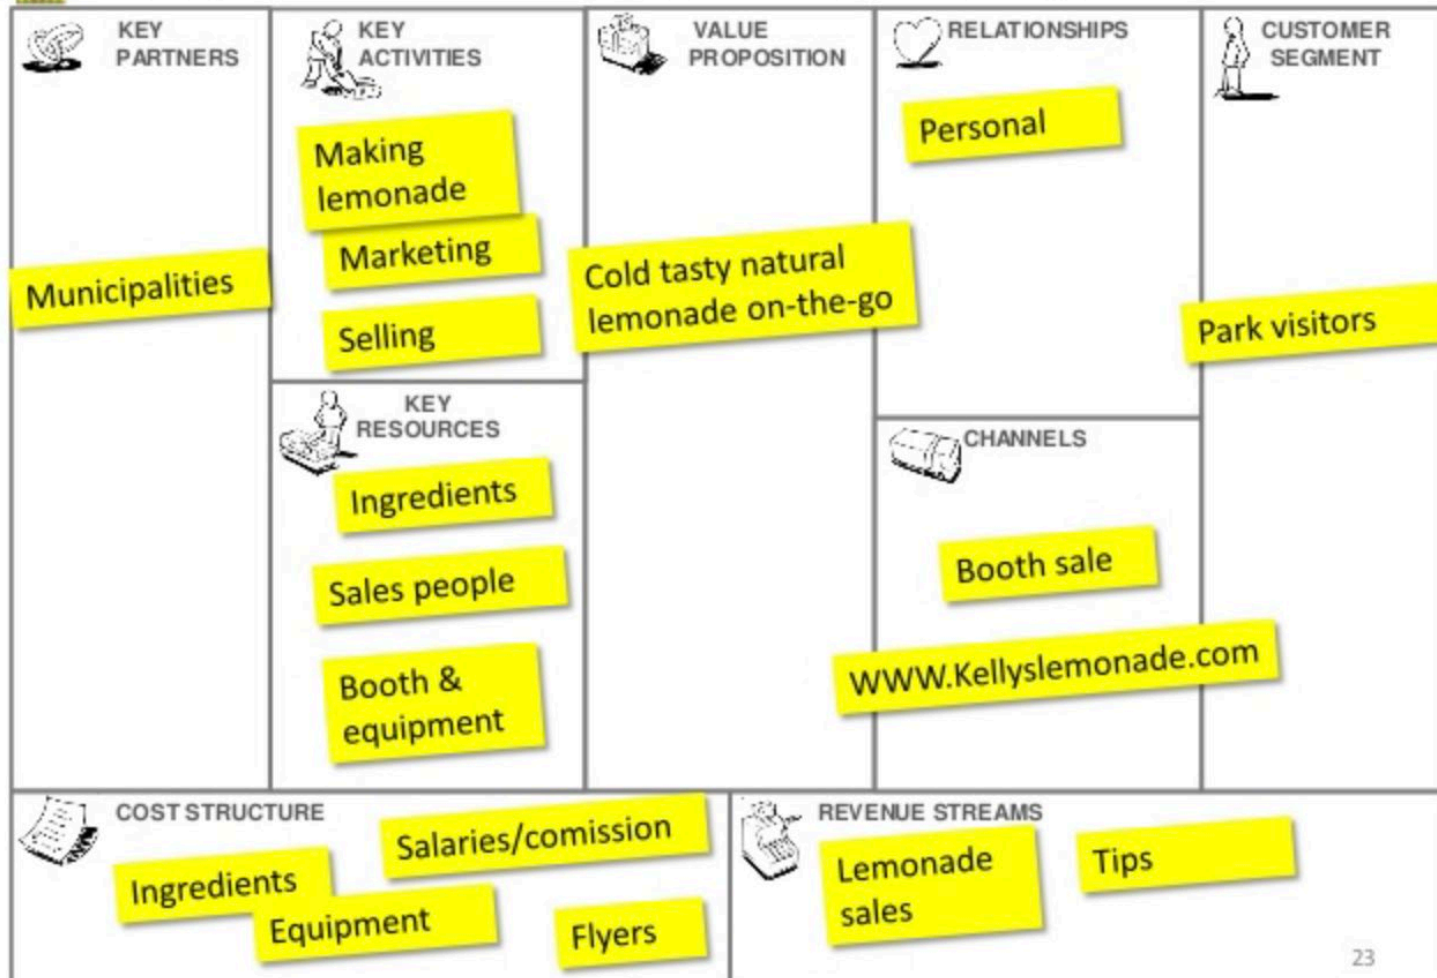 KEY
PARTNERS
Municipalities
KEY
ACTIVITIES
Making
lemonade
Marketing
Selling
KEY
RESOURCES
Ingredients
Sales people
Booth &
equipment
VALUE
PROPOSITION
Cold tasty natural
lemonade on-the-go
RELATIONSHIPS
Personal
CHANNELS
Booth sale
WWW.Kellyslemonade.com
CUSTOMER
SEGMENT
Park visitors
COST STRUCTURE
Salaries/comission
Ingredients
Equipment
Flyers
REVENUE STREAMS
Lemonade
sales
Tips
23